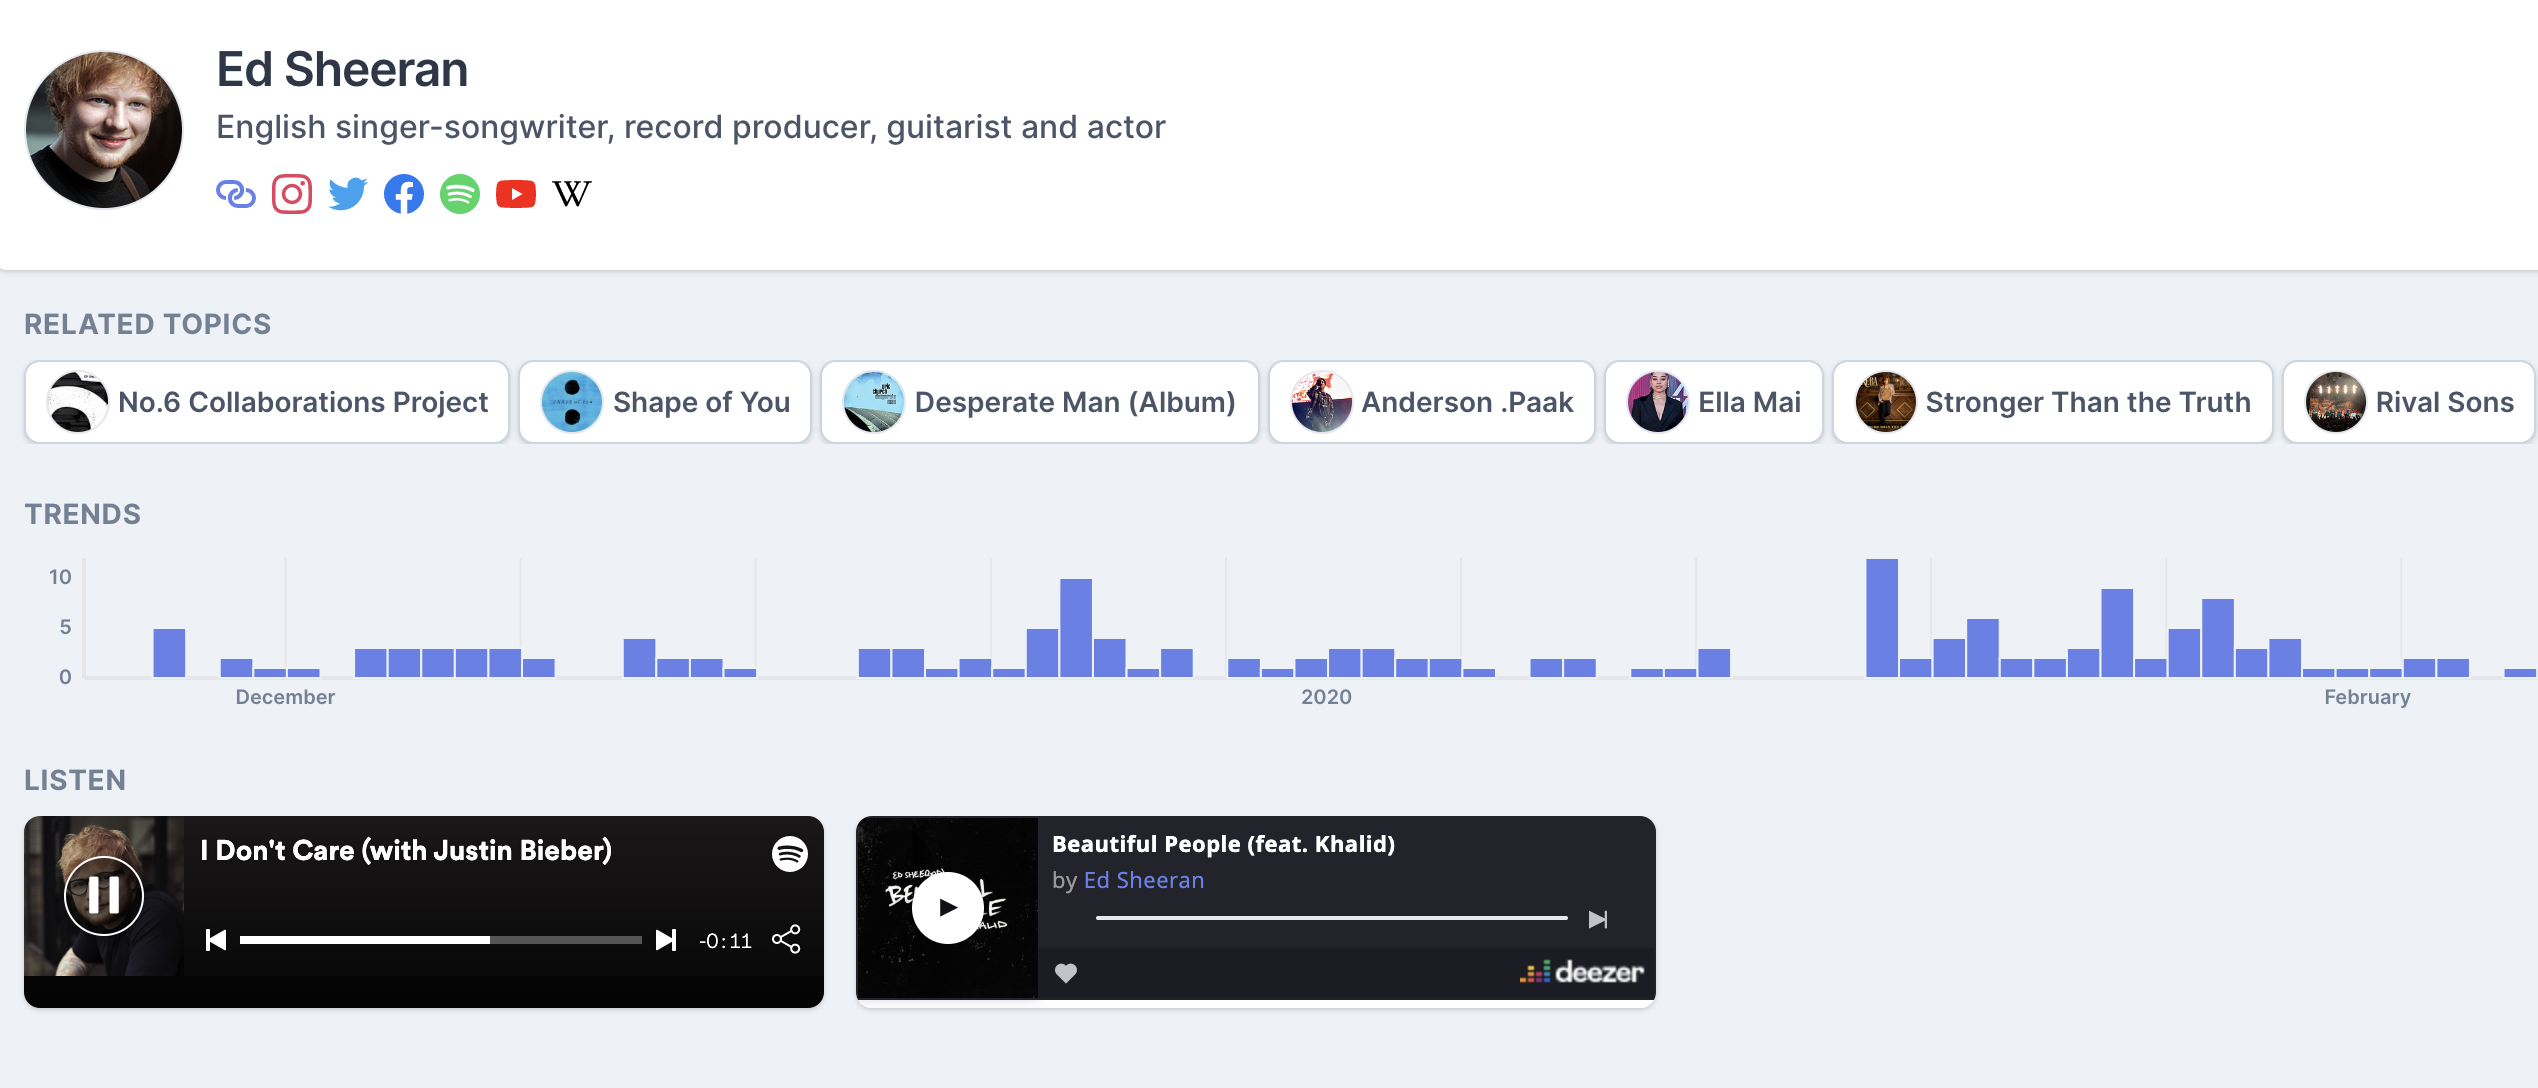 Ed Sheeran
English singer-songwriter, record producer, guitarist and actor
W
RELATED TOPICS
No.6 Collaborations Project
Shape of You
Desperate Man (Album)
Anderson .Paak
Ella Mai
Stronger Than the Truth
Rival Sons
TRENDS
10
5
0
December
2020
February
LISTEN
I Don't Care (with Justin Bieber)
-0:11
ED SHEERAN
Beautiful People (feat. Khalid)
by Ed Sheeran
deezer